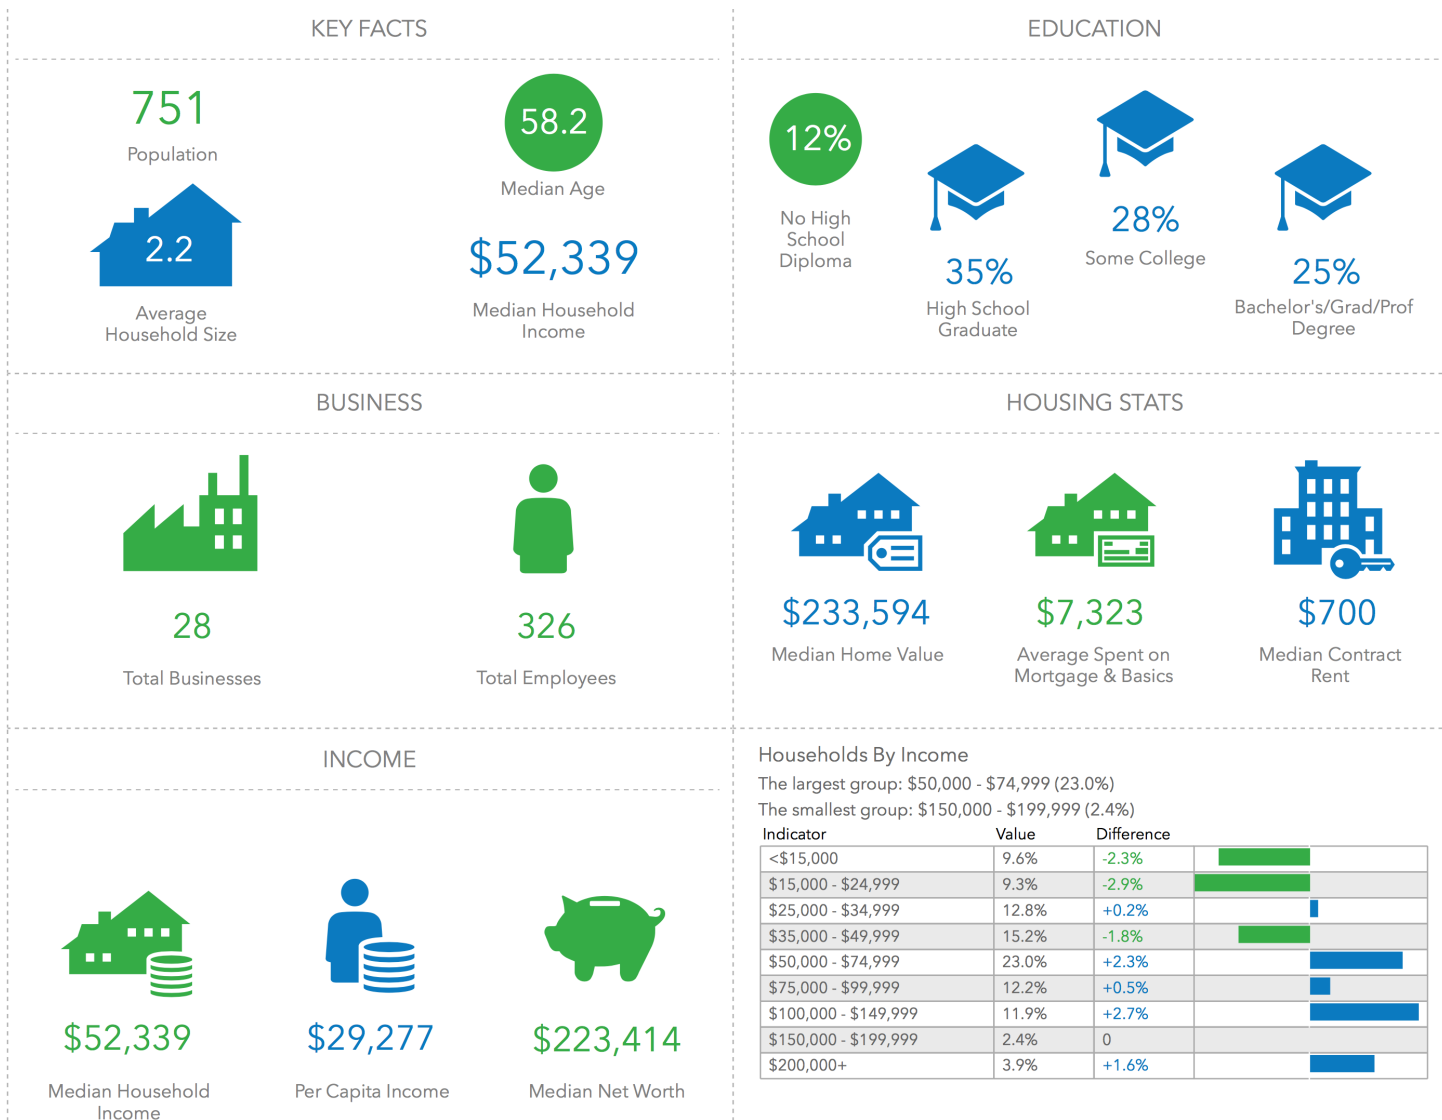 KEY FACTS
751
Population
58.2
Median Age
2.2
Average
Household Size
$52,339
Median Household
Income
EDUCATION
12%
No High
School
Diploma
35%
High School
Graduate
28%
Some College
25%
Bachelor's/Grad/Prof
Degree
BUSINESS
28
Total Businesses
326
Total Employees
HOUSING STATS
$233,594
Median Home Value
$7,323
Average Spent on
Mortgage & Basics
$700
Median Contract
Rent
INCOME
$52,339
Median Household
Income
$29,277
Per Capita Income
$223,414
Median Net Worth
Households By Income
The largest group: $50,000 - $74,999 (23.0%)
The smallest group: $150,000 - $199,999 (2.4%)
Indicator Value Difference
<$15,000 9.6% -2.3%
$15,000 - $24,999 9.3% -2.9%
$25,000 - $34,999 12.8% +0.2%
$35,000 - $49,999 15.2% -1.8%
$50,000 - $74,999 23.0% +2.3%
$75,000 - $99,999 12.2% +0.5%
$100,000 - $149,999 11.9% +2.7%
$150,000 - $199,999 2.4% 0
$200,000+ 3.9% +1.6%